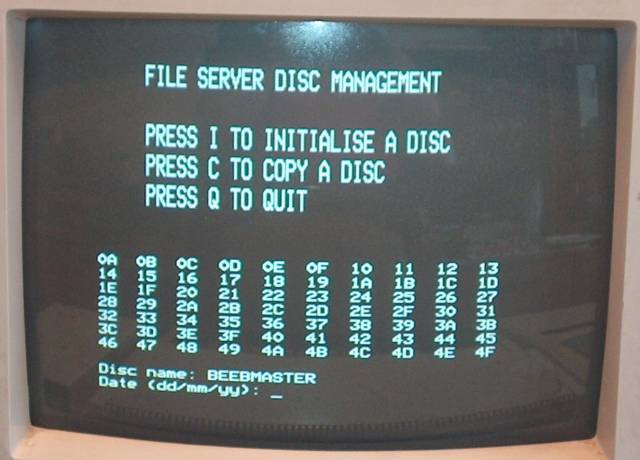 FILE SERVER DISC MANAGEMENT
PRESS I TO INITIALISE A DISC
PRESS C TO COPY A DISC
PRESS Q TO QUIT
0A 0B 0C 0D 0E 0F 10 11 12 13
14 15 16 17 18 19 1A 1B 1C 1D
1E 1F 20 21 22 23 24 25 26 27
28 29 2A 2B 2C 2D 2E 2F 30 31
32 33 34 35 36 37 38 39 3A 3B
3C 3D 3E 3F 40 41 42 43 44 45
46 47 48 49 4A 4B 4C 4D 4E 4F
Disc name: BEEBMASTER
Date (dd/mm/yy): _